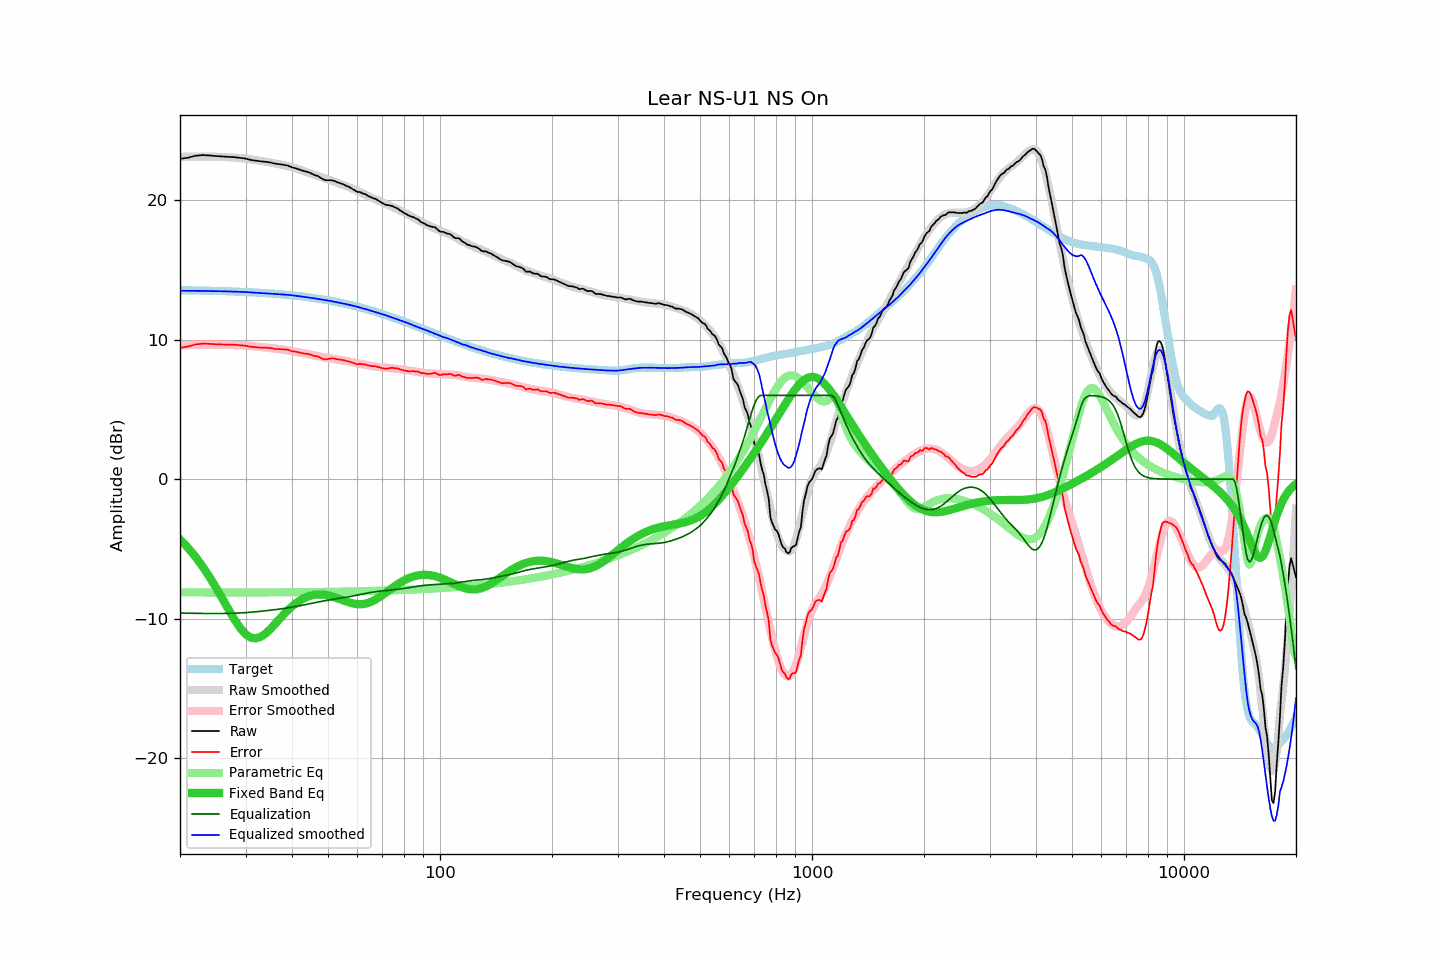 Lear NS-U1 NS On
Amplitude (dBr)
20
10
0
−10
−20
Target
Raw Smoothed
Error Smoothed
Raw
Error
Parametric Eq
Fixed Band Eq
Equalization
Equalized smoothed
100
1000
10000
Frequency (Hz)